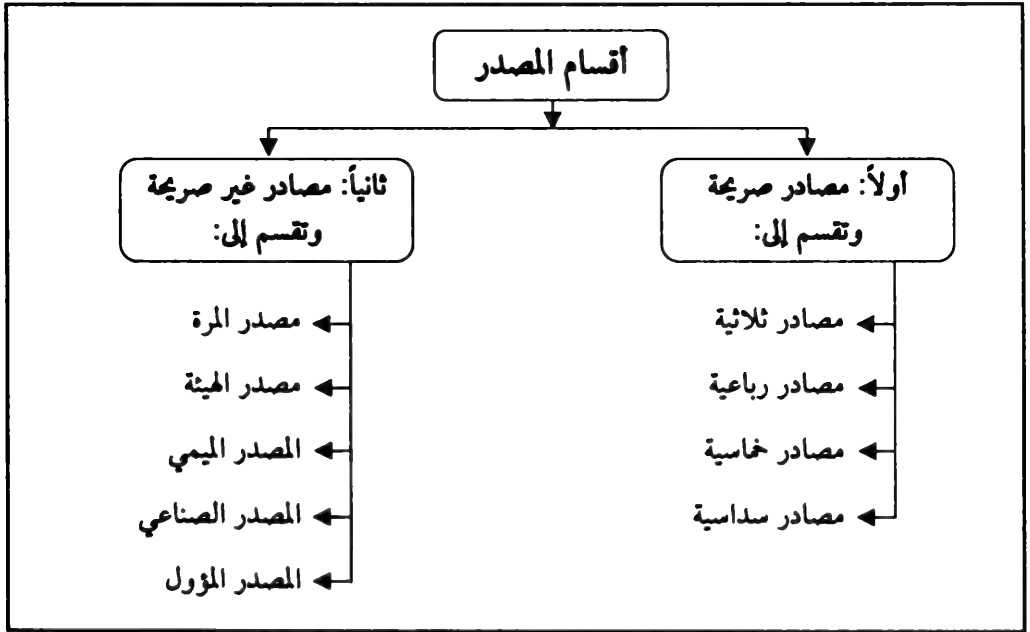 أقسام المصدر
أولاً: مصادر صريحة
وتقسم إلى:
مصادر ثلاثية
مصادر رباعية
مصادر خماسية
مصادر سداسية
ثانياً: مصادر غير صريحة
وتقسم إلى:
مصدر المرة
مصدر الهيئة
المصدر الميمي
المصدر الصناعي
المصدر المؤول